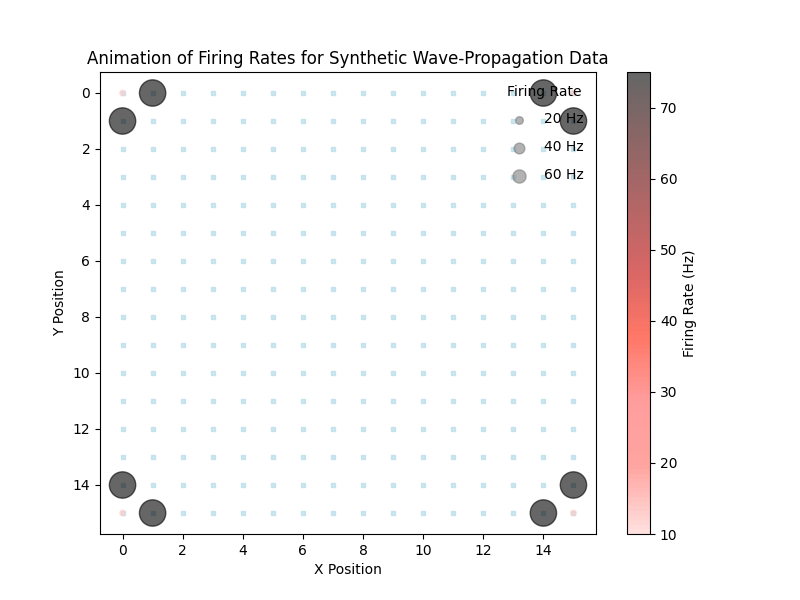 Animation of Firing Rates for Synthetic Wave-Propagation Data
Firing Rate
20 Hz
40 Hz
60 Hz
0
2
4
6
8
10
12
14
Y Position
0
2
4
6
8
10
12
14
X Position
70
60
50
40
30
20
10
Firing Rate (Hz)